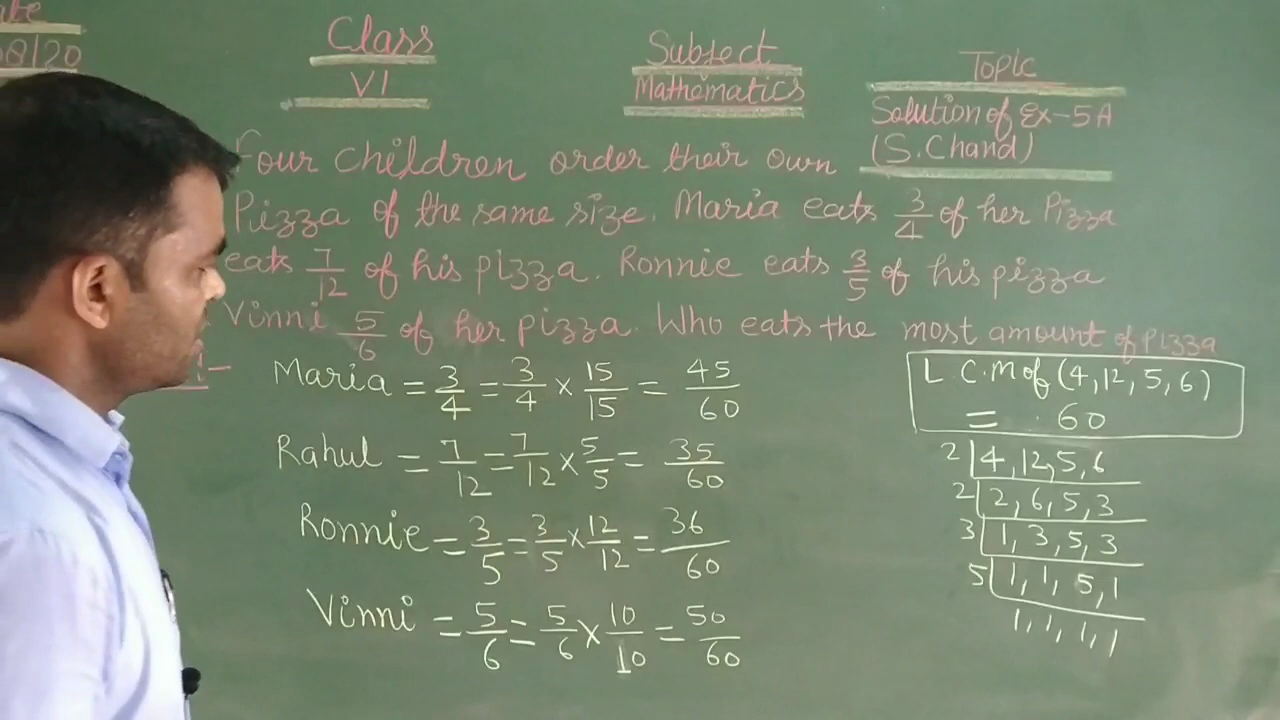 08/20
Class
VI
Subject
Mathematics
Topic
Solution of Ex-5A
(S. Chand)
Four children order their own
Pizza of the same size. Maria eats 3/4 of her Pizza
eats 7/12 of his pizza. Ronnie eats 3/5 of his pizza
Vinni 5/6 of her pizza. Who eats the most amount of pizza
Maria = 3/4 = 3/4 × 15/15 = 45/60
Rahul = 7/12 = 7/12 × 5/5 = 35/60
Ronnie = 3/5 = 3/5 × 12/12 = 36/60
Vinni = 5/6 = 5/6 × 10/10 = 50/60
L.C.M of (4, 12, 5, 6)
= 60
2 | 4, 12, 5, 6
2 | 2, 6, 5, 3
3 | 1, 3, 5, 3
5 | 1, 1, 5, 1
1, 1, 1, 1